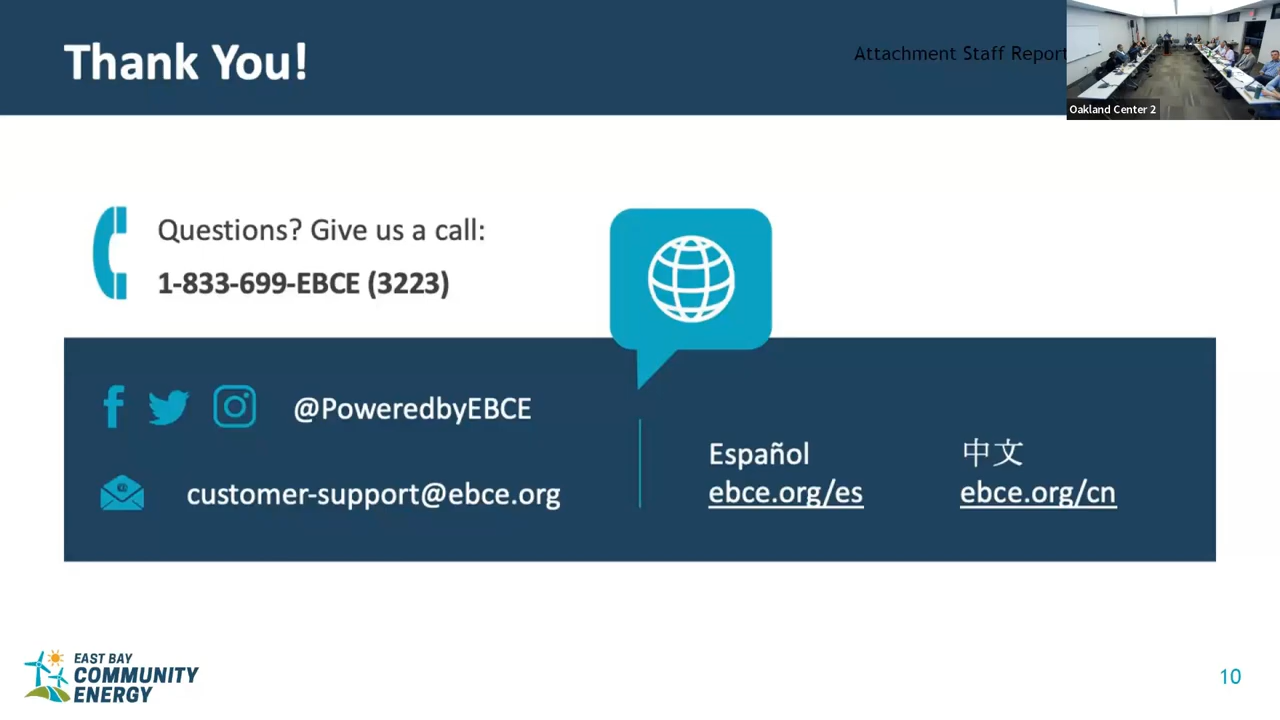 Thank You!
Attachment Staff Report
Oakland Center 2
Questions? Give us a call:
1-833-699-EBCE (3223)
@PoweredbyEBCE
customer-support@ebce.org
Español
ebce.org/es
中文
ebce.org/cn
EAST BAY
COMMUNITY
ENERGY
10